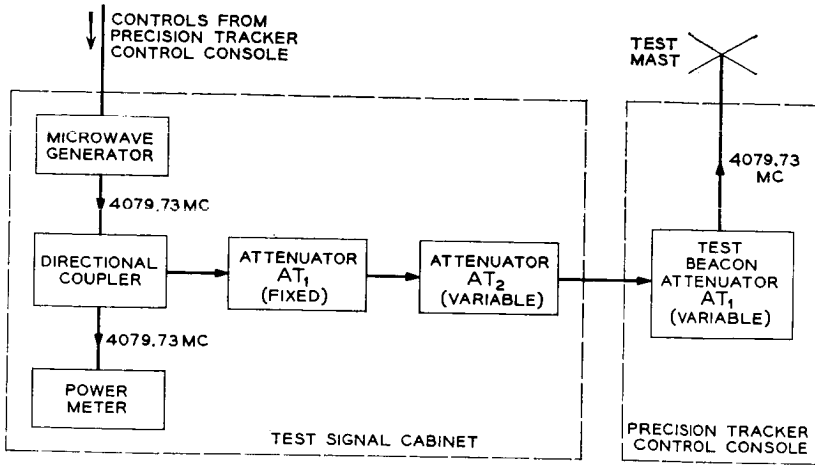 CONTROLS FROM
PRECISION TRACKER
CONTROL CONSOLE
TEST
MAST
MICROWAVE
GENERATOR
4079.73 MC
4079.73
MC
DIRECTIONAL
COUPLER
ATTENUATOR
AT₁
(FIXED)
ATTENUATOR
AT₂
(VARIABLE)
TEST
BEACON
ATTENUATOR
AT₁
(VARIABLE)
4079.73 MC
POWER
METER
TEST SIGNAL CABINET
PRECISION TRACKER
CONTROL CONSOLE